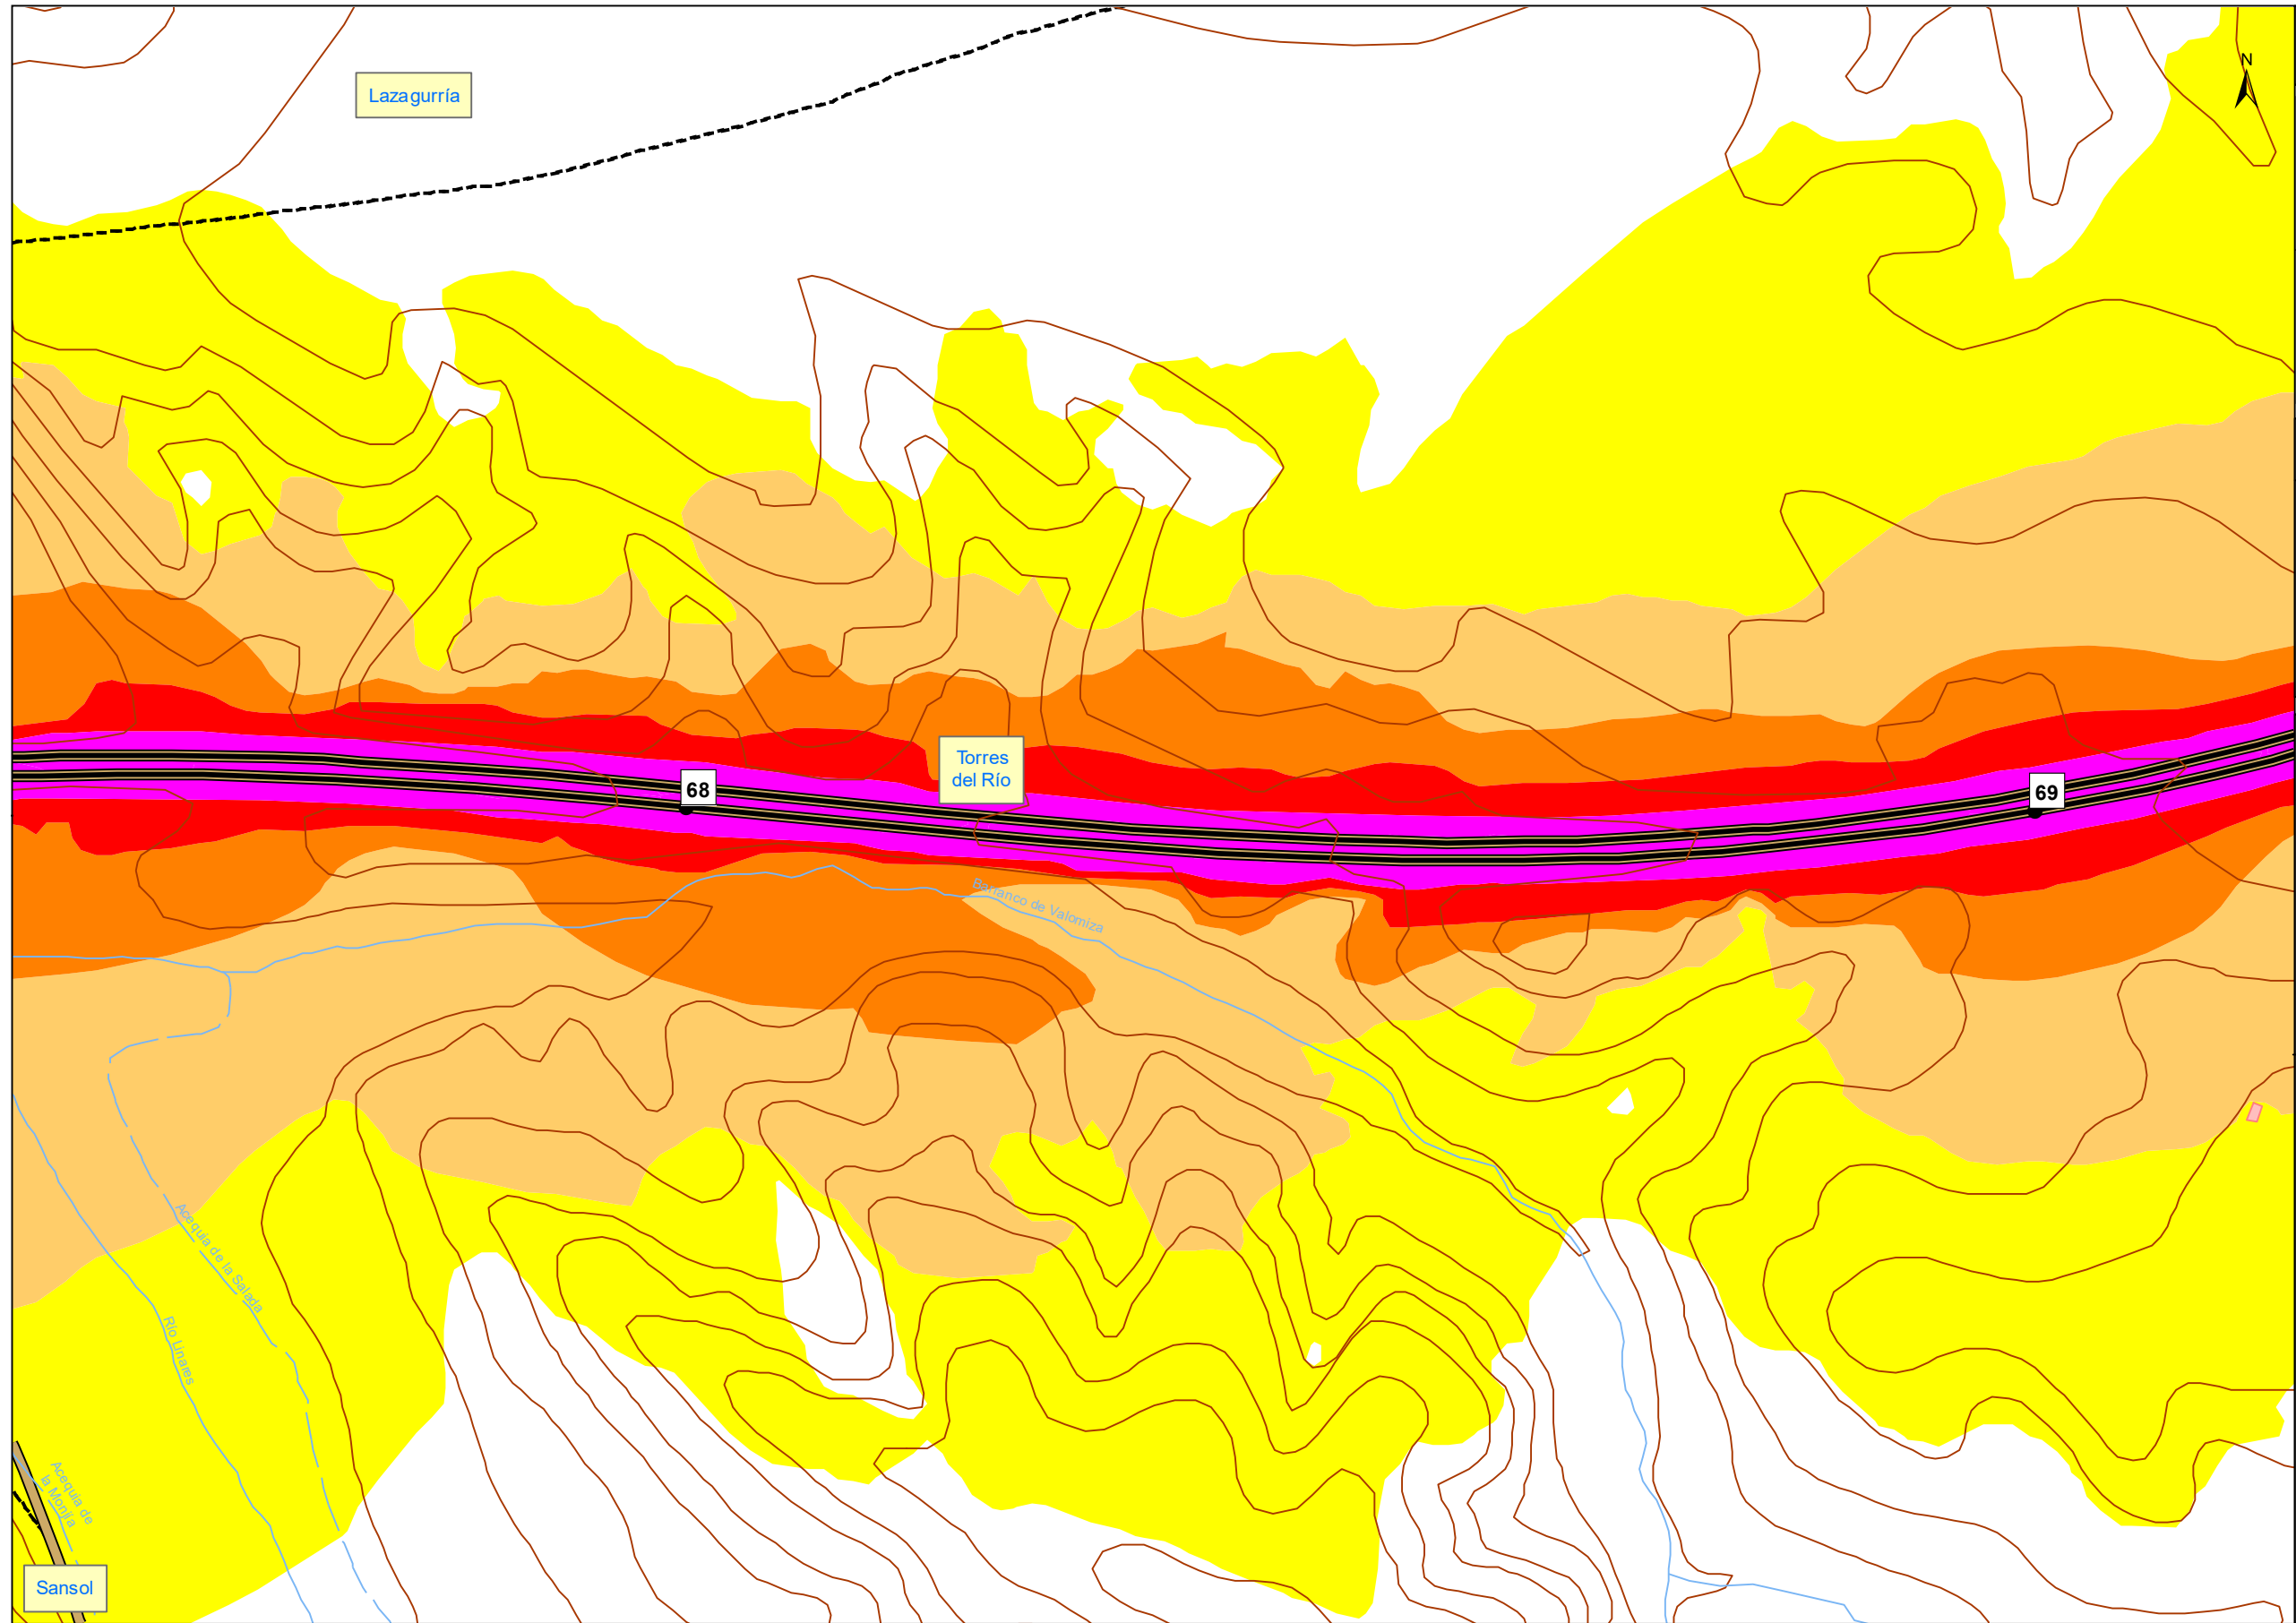 N
Lazagurría
68
Torres
del Río
69
Barranco de Valomiza
Acequia de la Salada
Río Linares
Acequia de
la Monjía
Sansol